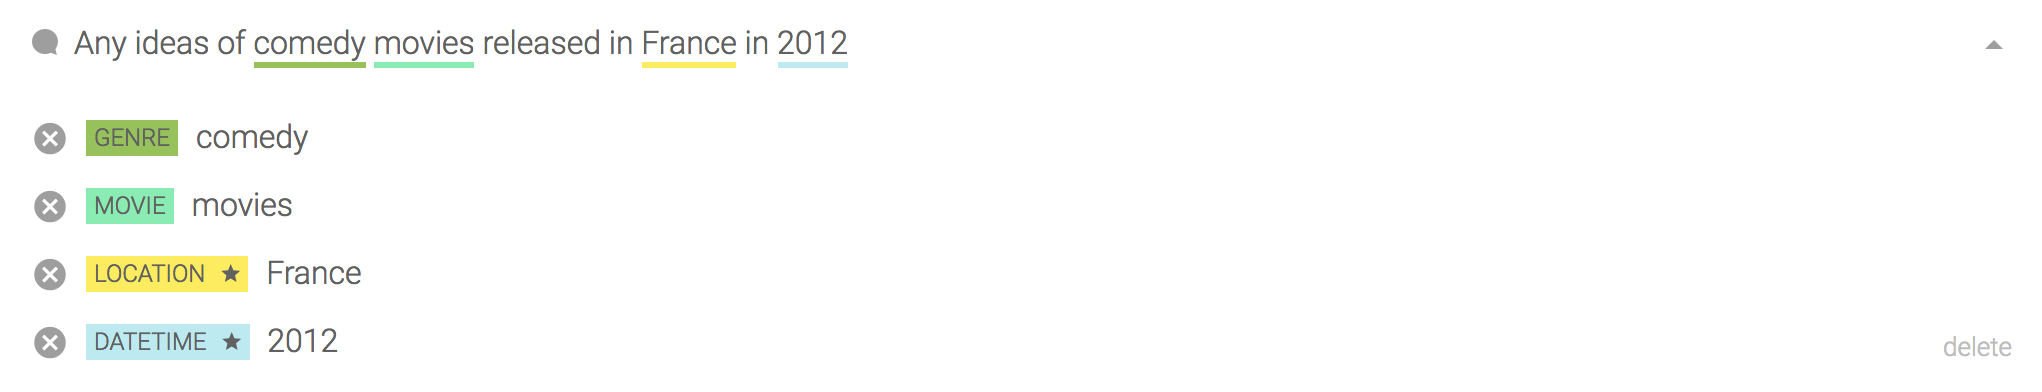 Any ideas of comedy movies released in France in 2012
GENRE comedy
MOVIE movies
LOCATION ★ France
DATETIME ★ 2012
delete